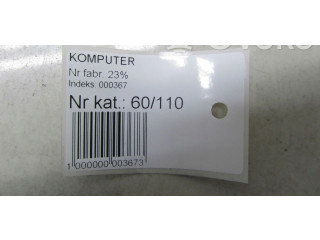 KOMPUTER
Nr fabr. 23%
Indeks: 000367
Nr kat.: 60/110
1 000000 003673